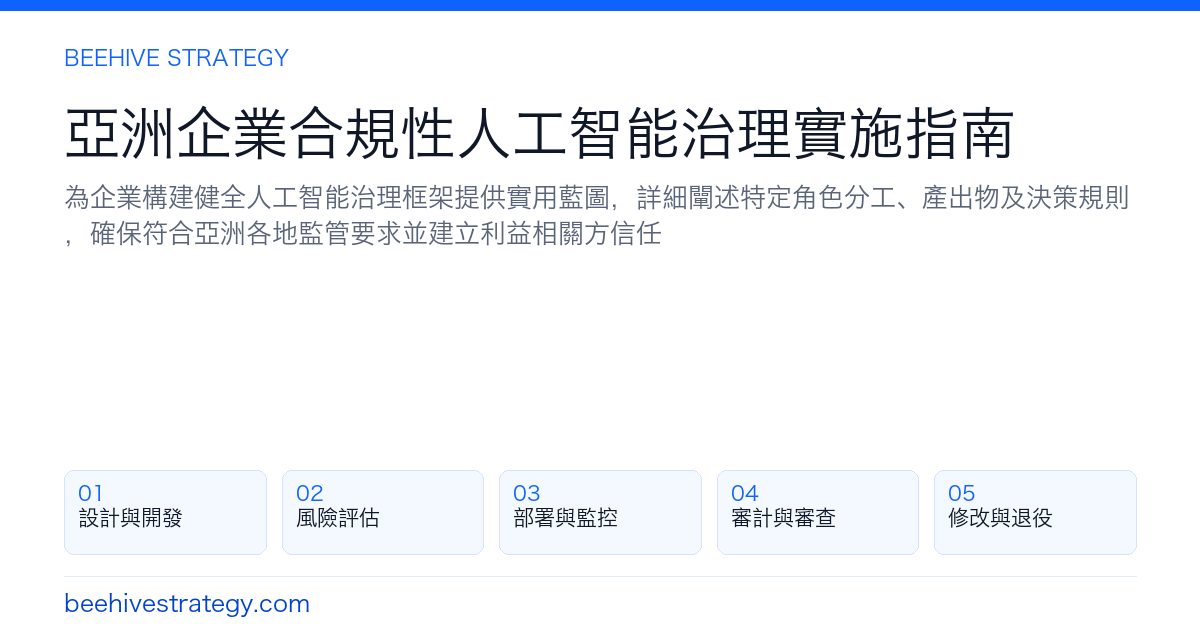 BEEHIVE STRATEGY
亞洲企業合規性人工智能治理實施指南
為企業構建健全人工智能治理框架提供實用藍圖，詳細闡述特定角色分工、產出物及決策規則
，確保符合亞洲各地監管要求並建立利益相關方信任
01
設計與開發
02
風險評估
03
部署與監控
04
審計與審查
05
修改與退役
beehivestrategy.com